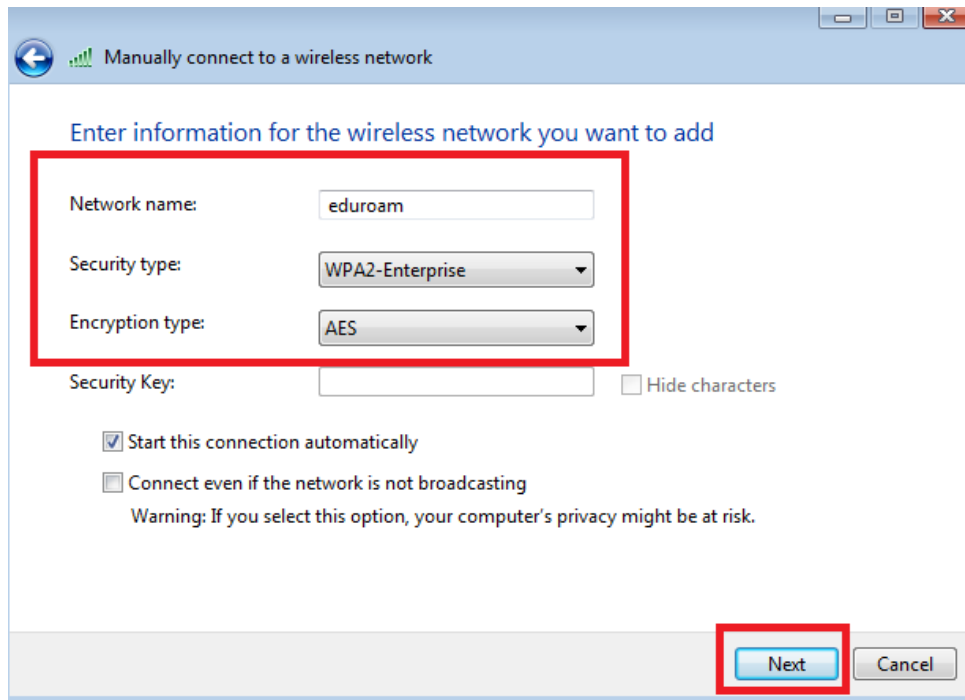 Manually connect to a wireless network
Enter information for the wireless network you want to add
Network name: eduroam
Security type: WPA2-Enterprise
Encryption type: AES
Security Key: Hide characters
Start this connection automatically
Connect even if the network is not broadcasting
Warning: If you select this option, your computer's privacy might be at risk.
Next Cancel